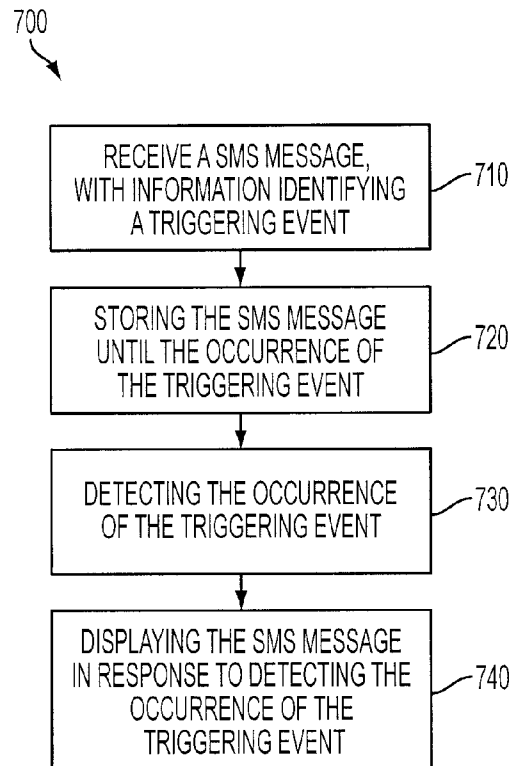 700
RECEIVE A SMS MESSAGE,
WITH INFORMATION IDENTIFYING
A TRIGGERING EVENT
710
STORING THE SMS MESSAGE
UNTIL THE OCCURRENCE OF
THE TRIGGERING EVENT
720
DETECTING THE OCCURRENCE
OF THE TRIGGERING EVENT
730
DISPLAYING THE SMS MESSAGE
IN RESPONSE TO DETECTING THE
OCCURRENCE OF THE
TRIGGERING EVENT
740